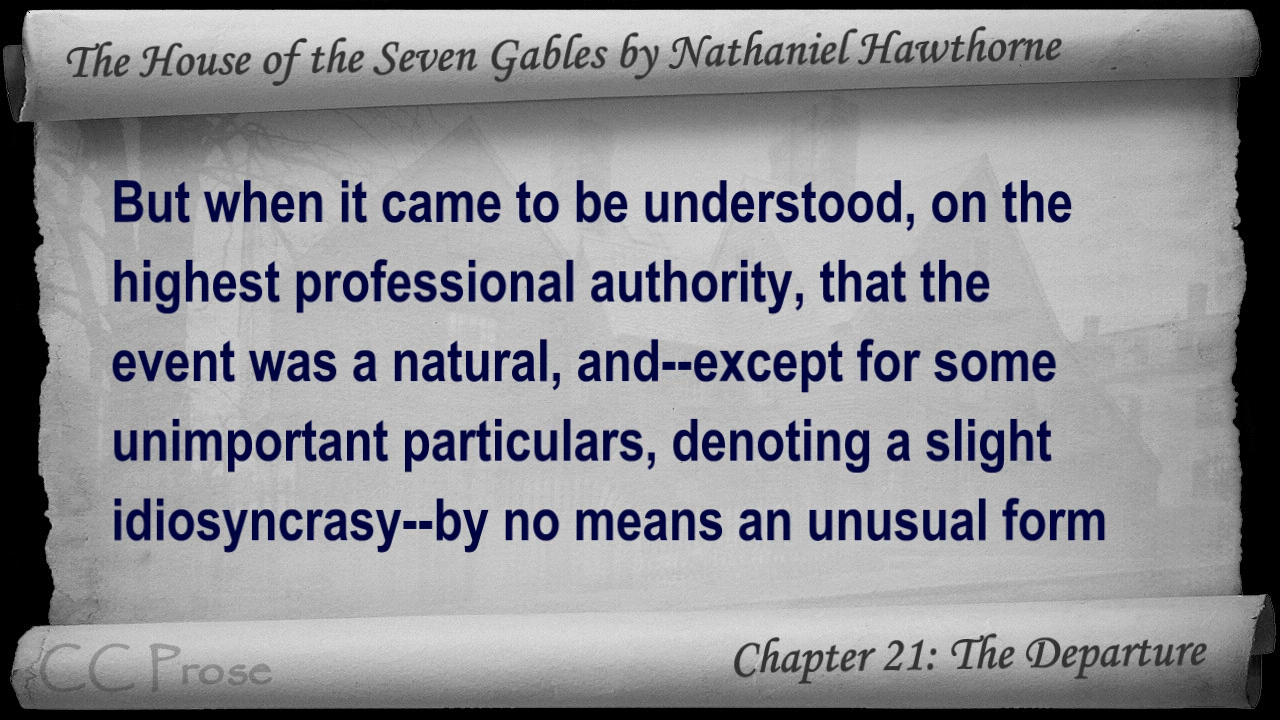 The House of the Seven Gables by Nathaniel Hawthorne
But when it came to be understood, on the
highest professional authority, that the
event was a natural, and--except for some
unimportant particulars, denoting a slight
idiosyncrasy--by no means an unusual form
CC Prose
Chapter 21: The Departure